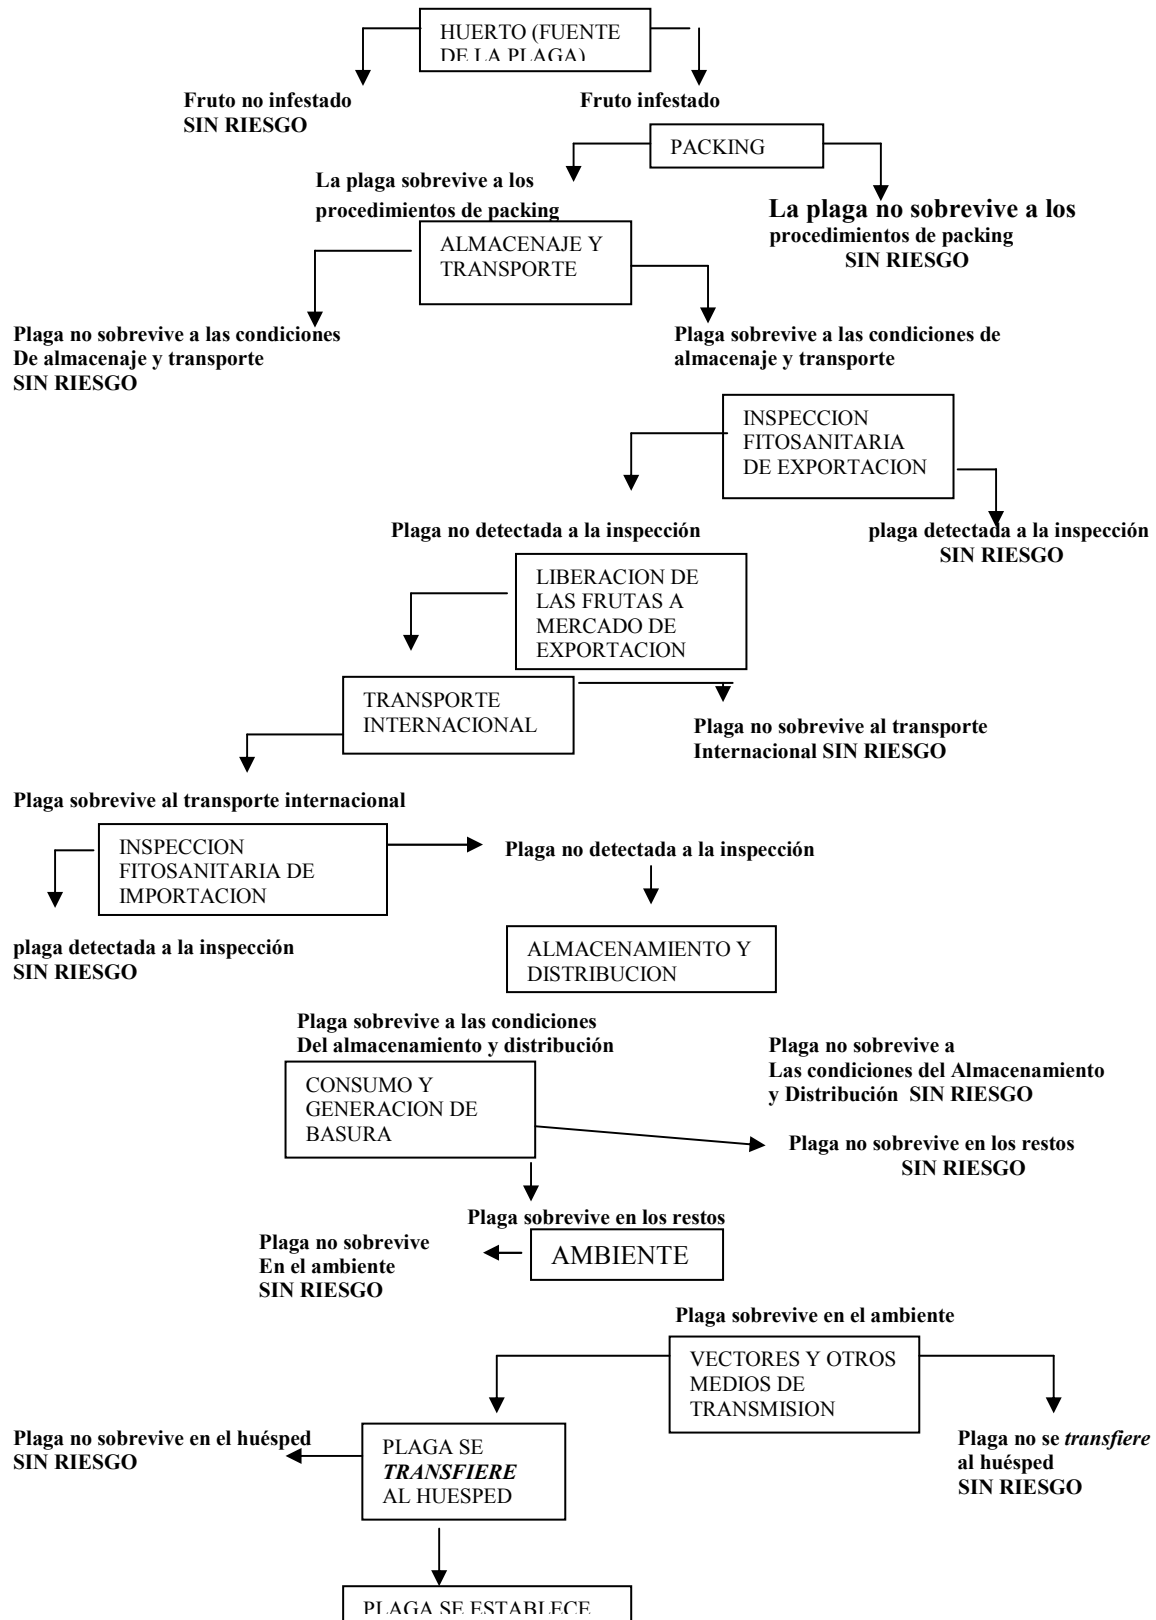 HUERTO (FUENTE
DE LA PLAGA)
Fruto no infestado
SIN RIESGO
Fruto infestado
PACKING
La plaga sobrevive a los
procedimientos de packing
La plaga no sobrevive a los
procedimientos de packing
SIN RIESGO
ALMACENAJE Y
TRANSPORTE
Plaga no sobrevive a las condiciones
De almacenaje y transporte
SIN RIESGO
Plaga sobrevive a las condiciones de
almacenaje y transporte
INSPECCION
FITOSANITARIA
DE EXPORTACION
Plaga no detectada a la inspección
plaga detectada a la inspección
SIN RIESGO
LIBERACION DE
LAS FRUTAS A
MERCADO DE
EXPORTACION
TRANSPORTE
INTERNACIONAL
Plaga no sobrevive al transporte
Internacional SIN RIESGO
Plaga sobrevive al transporte internacional
INSPECCION
FITOSANITARIA DE
IMPORTACION
Plaga no detectada a la inspección
plaga detectada a la inspección
SIN RIESGO
ALMACENAMIENTO Y
DISTRIBUCION
Plaga sobrevive a las condiciones
Del almacenamiento y distribución
Plaga no sobrevive a
Las condiciones del Almacenamiento
y Distribución SIN RIESGO
CONSUMO Y
GENERACION DE
BASURA
Plaga no sobrevive en los restos
SIN RIESGO
Plaga sobrevive en los restos
Plaga no sobrevive
En el ambiente
SIN RIESGO
AMBIENTE
Plaga sobrevive en el ambiente
VECTORES Y OTROS
MEDIOS DE
TRANSMISION
Plaga no sobrevive en el huésped
SIN RIESGO
PLAGA SE
TRANSFIERE
AL HUESPED
Plaga no se transfiere
al huésped
SIN RIESGO
PLAGA SE ESTABLECE